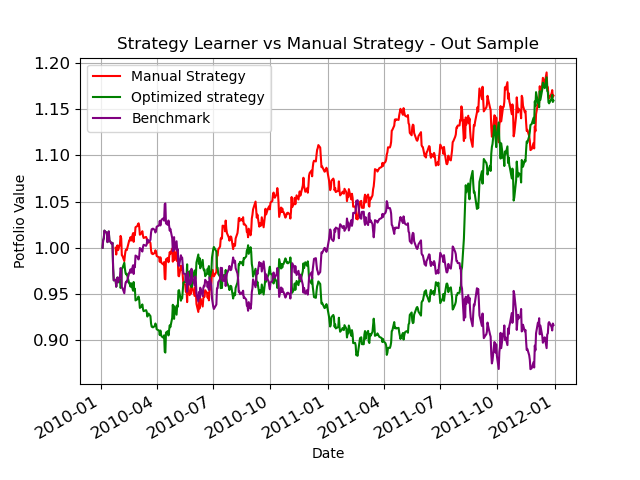 Strategy Learner vs Manual Strategy - Out Sample
Manual Strategy
Optimized strategy
Benchmark
Potfolio Value
1.20
1.15
1.10
1.05
1.00
0.95
0.90
2010-01
2010-04
2010-07
2010-10
2011-01
2011-04
2011-07
2011-10
2012-01
Date